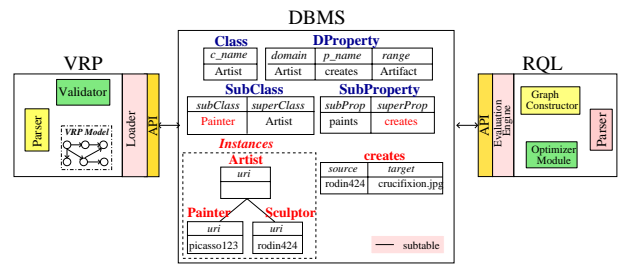 DBMS
VRP
RQL
Class
DProperty
c_name
domain p_name range
Artist
Artist creates Artifact
SubClass
SubProperty
subClass superClass
subProp superProp
Painter Artist
paints creates
Validator
Parser
VRP Model
Loader
API
API
Evaluation
Engine
Graph
Constructor
Optimizer
Module
Parser
Instances
Artist
uri
creates
source target
rodin424 crucifixion.jpg
Painter
Sculptor
uri
uri
picasso123
rodin424
subtable